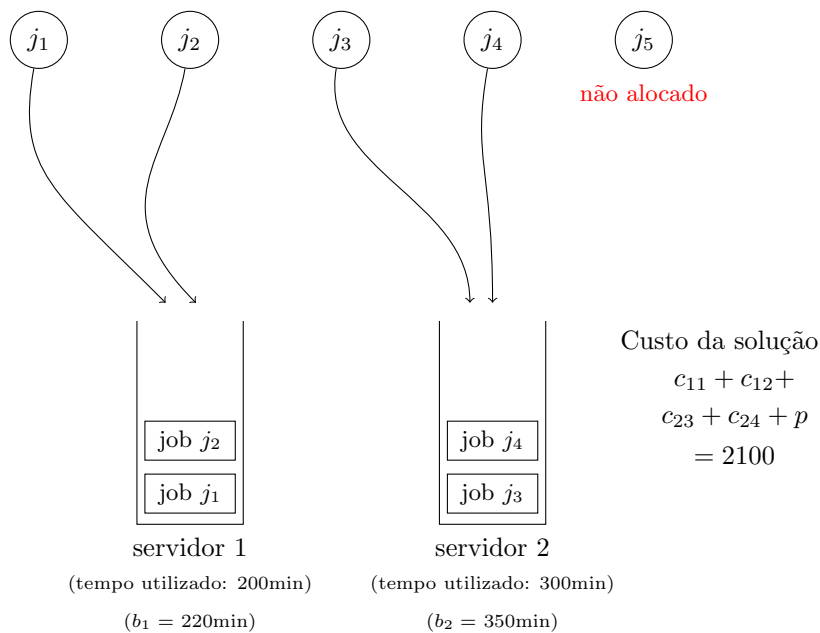 j₁ j₂ j₃ j₄ j₅
não alocado
Custo da solução
c₁₁ + c₁₂+
c₂₃ + c₂₄ + p
= 2100
job j₂
job j₁
servidor 1
(tempo utilizado: 200min)
(b₁ = 220min)
job j₄
job j₃
servidor 2
(tempo utilizado: 300min)
(b₂ = 350min)